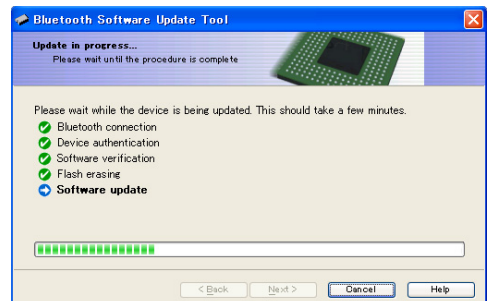 Bluetooth Software Update Tool
Update in progress...
Please wait until the procedure is complete
Please wait while the device is being updated. This should take a few minutes.
Bluetooth connection
Device authentication
Software verification
Flash erasing
Software update
< Back Next > Cancel Help